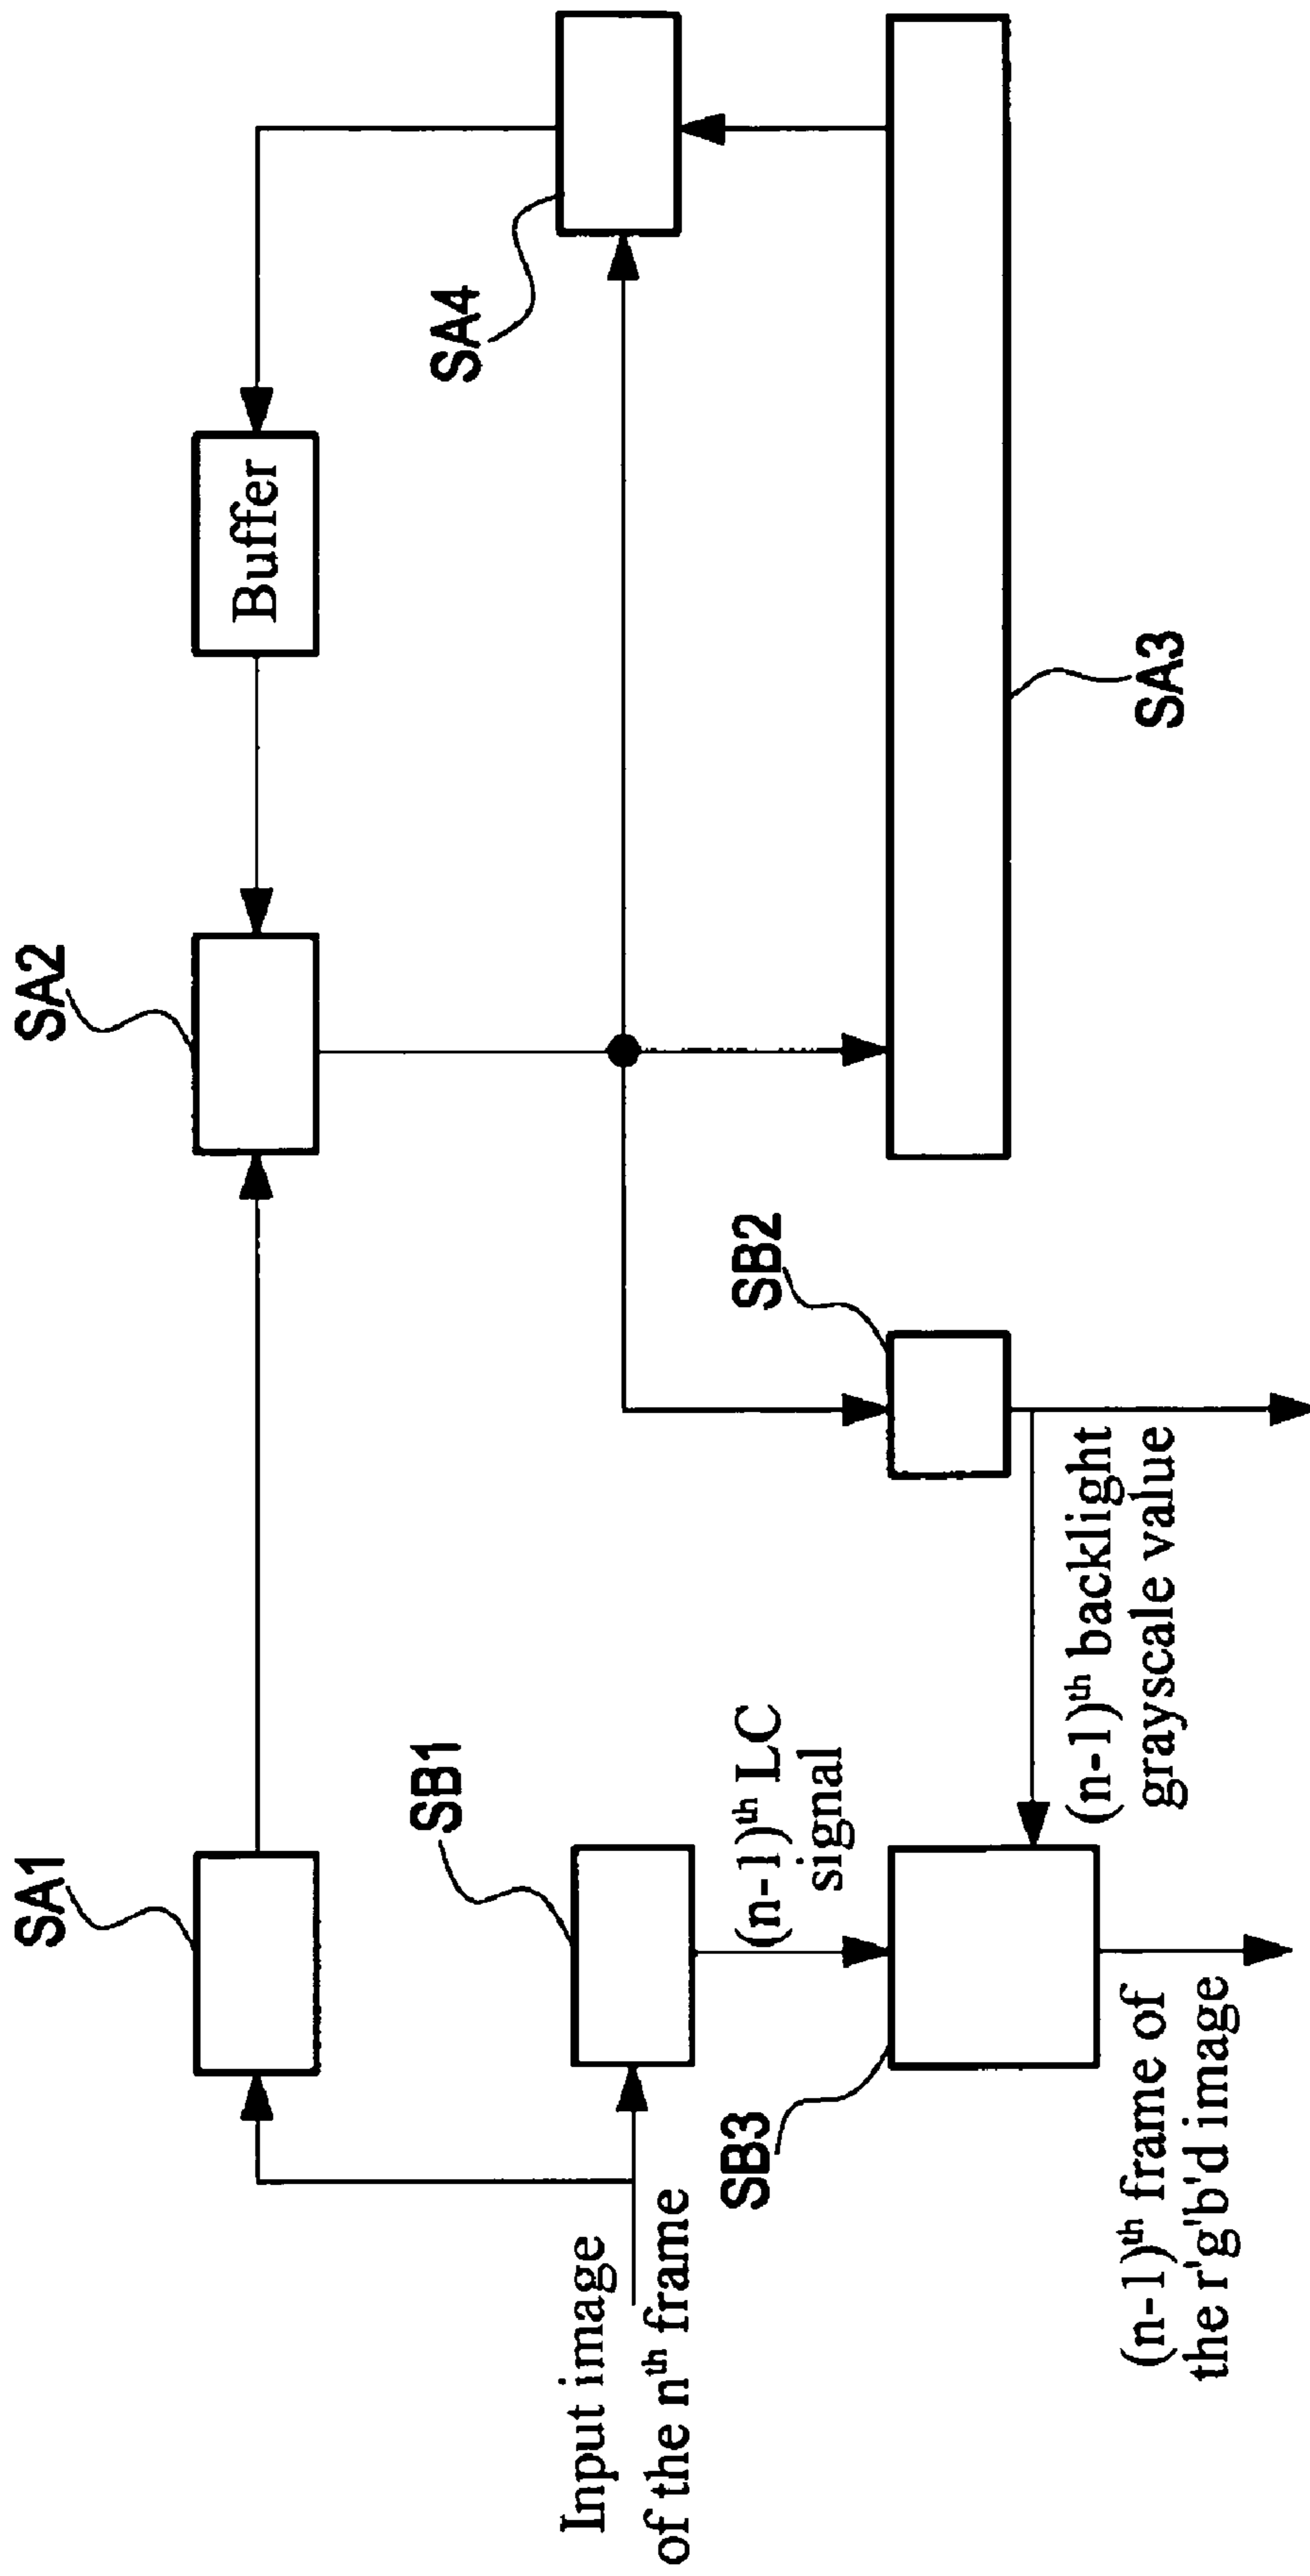 SA1
SA2
Buffer
SA4
Input image
of the nth frame
SB1
(n-1)th LC
signal
SB2
SB3
(n-1)th backlight
grayscale value
SA3
(n-1)th frame of
the r'g'b'd image